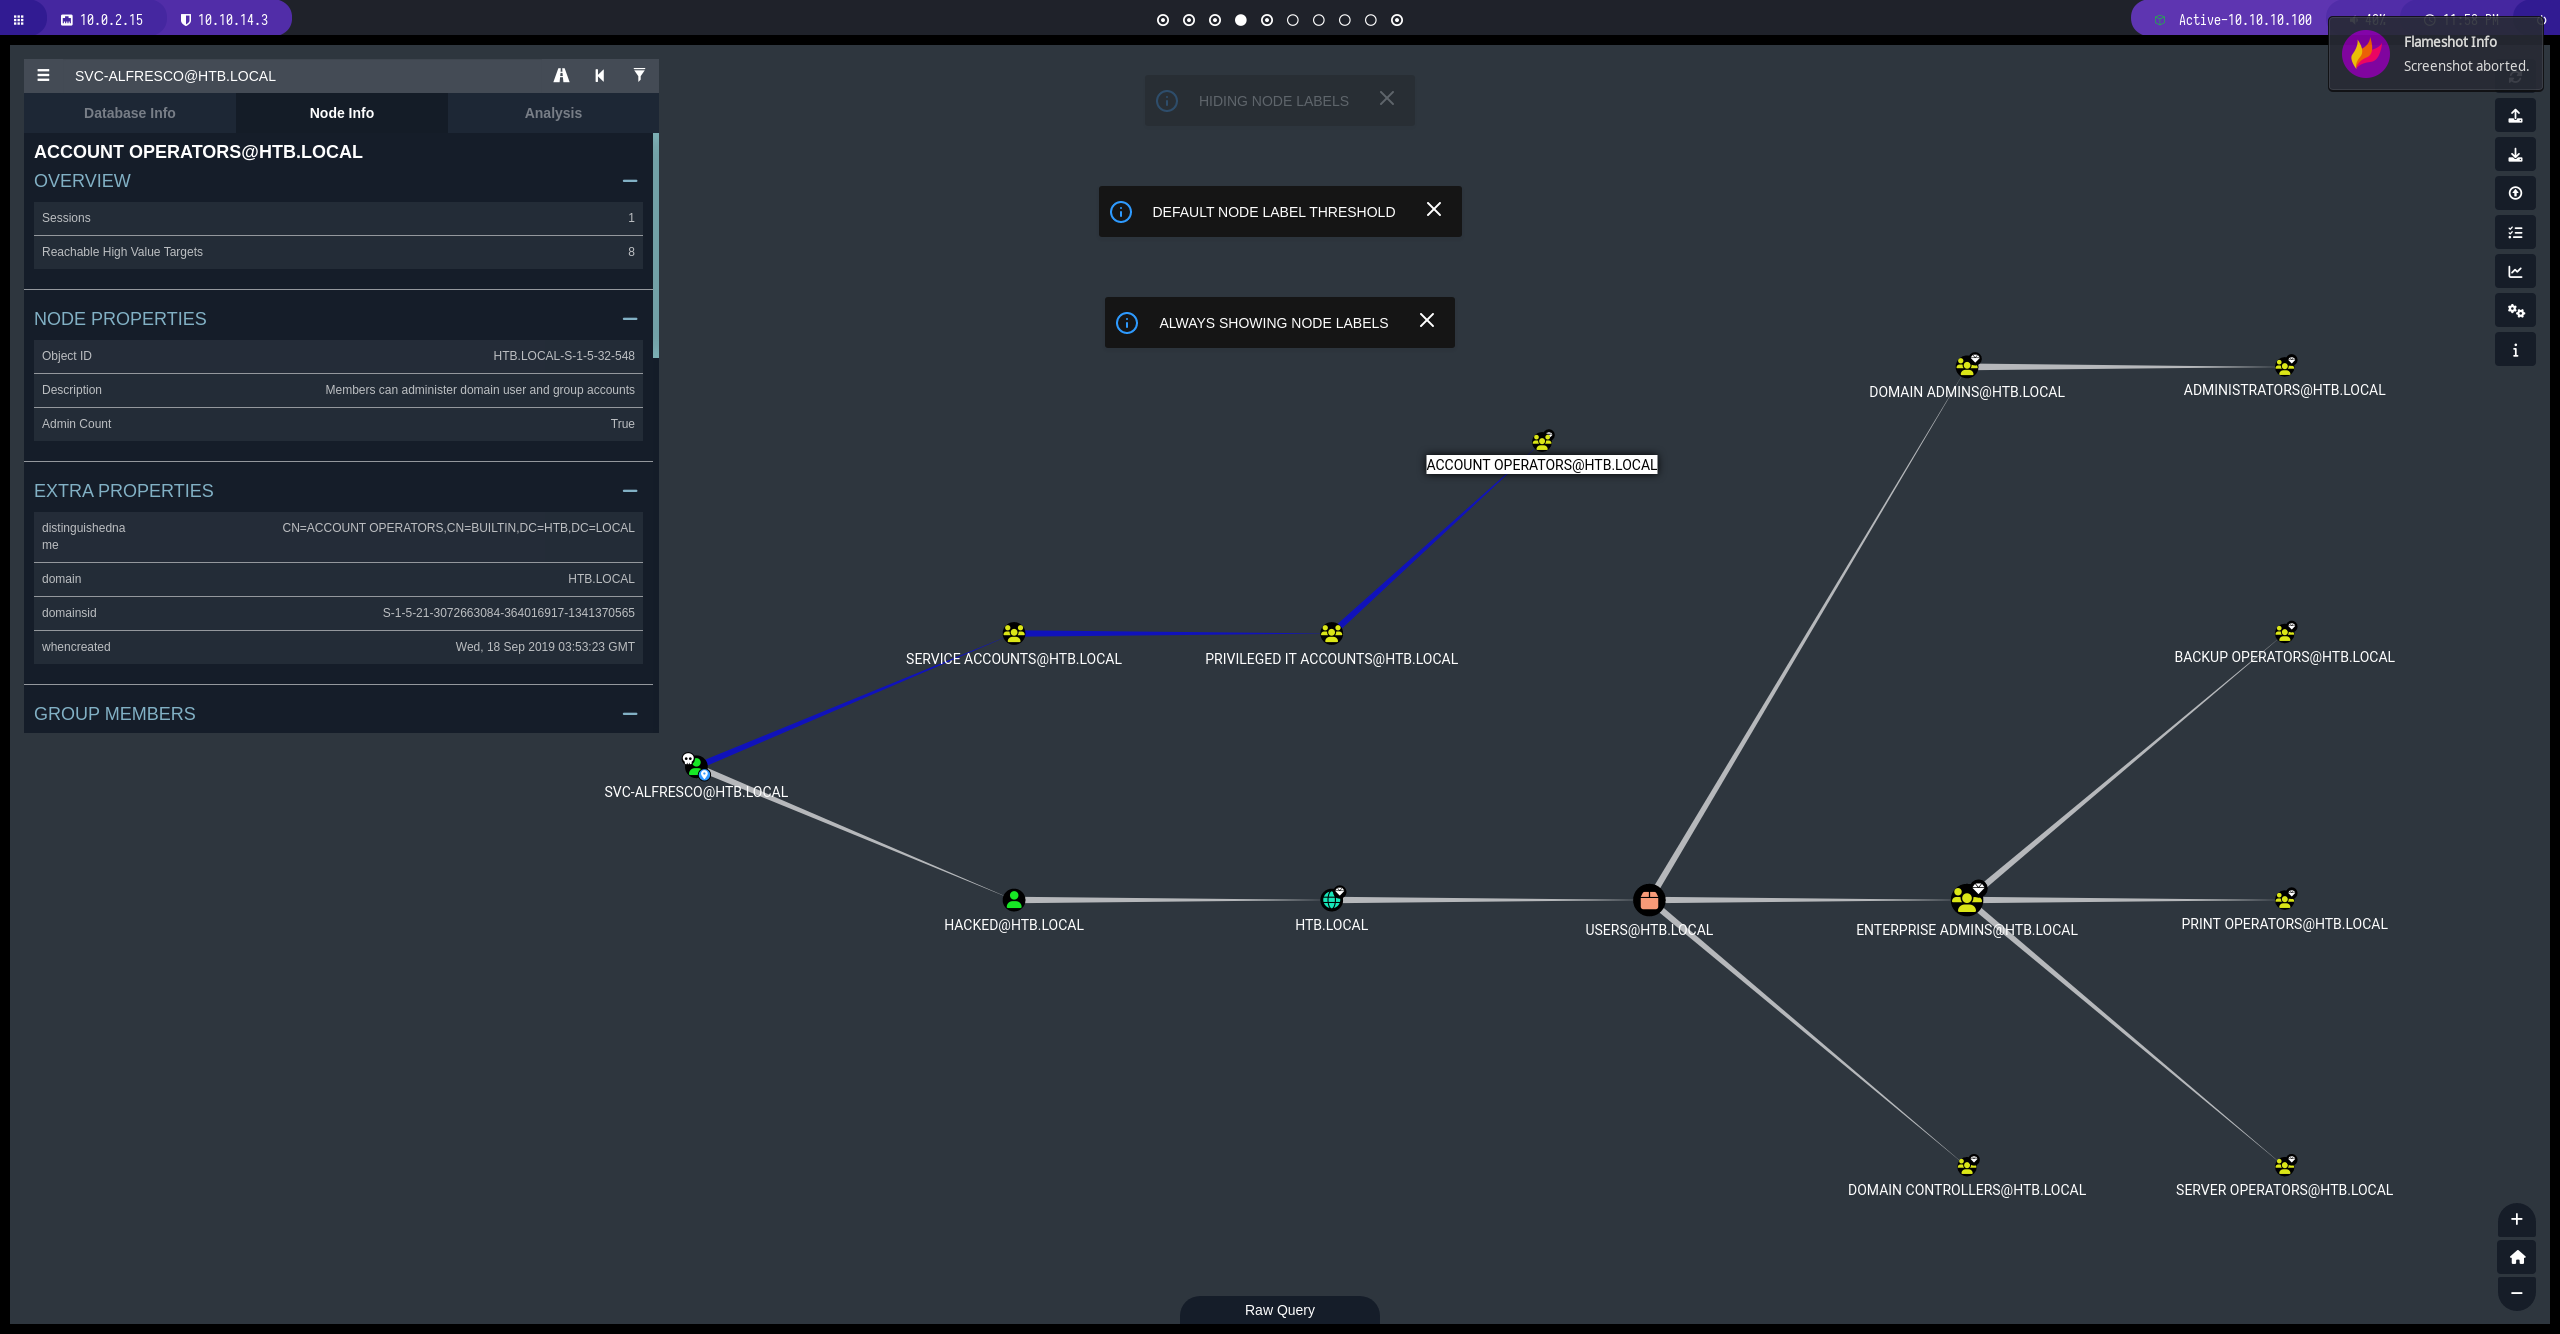 10.0.2.15
10.10.14.3
Active-10.10.10.100
Flameshot Info
Screenshot aborted.
SVC-ALFRESCO@HTB.LOCAL
Database Info
Node Info
Analysis
ACCOUNT OPERATORS@HTB.LOCAL
OVERVIEW
Sessions 1
Reachable High Value Targets 8
NODE PROPERTIES
Object ID HTB.LOCAL-S-1-5-32-548
Description Members can administer domain user and group accounts
Admin Count True
EXTRA PROPERTIES
distinguishedna CN=ACCOUNT OPERATORS,CN=BUILTIN,DC=HTB,DC=LOCAL
me
domain HTB.LOCAL
domainsid S-1-5-21-3072663084-364016917-1341370565
whencreated Wed, 18 Sep 2019 03:53:23 GMT
GROUP MEMBERS
HIDING NODE LABELS
DEFAULT NODE LABEL THRESHOLD
ALWAYS SHOWING NODE LABELS
DOMAIN ADMINS@HTB.LOCAL
ADMINISTRATORS@HTB.LOCAL
ACCOUNT OPERATORS@HTB.LOCAL
SERVICE ACCOUNTS@HTB.LOCAL
PRIVILEGED IT ACCOUNTS@HTB.LOCAL
BACKUP OPERATORS@HTB.LOCAL
SVC-ALFRESCO@HTB.LOCAL
HACKED@HTB.LOCAL
HTB.LOCAL
USERS@HTB.LOCAL
ENTERPRISE ADMINS@HTB.LOCAL
PRINT OPERATORS@HTB.LOCAL
DOMAIN CONTROLLERS@HTB.LOCAL
SERVER OPERATORS@HTB.LOCAL
Raw Query